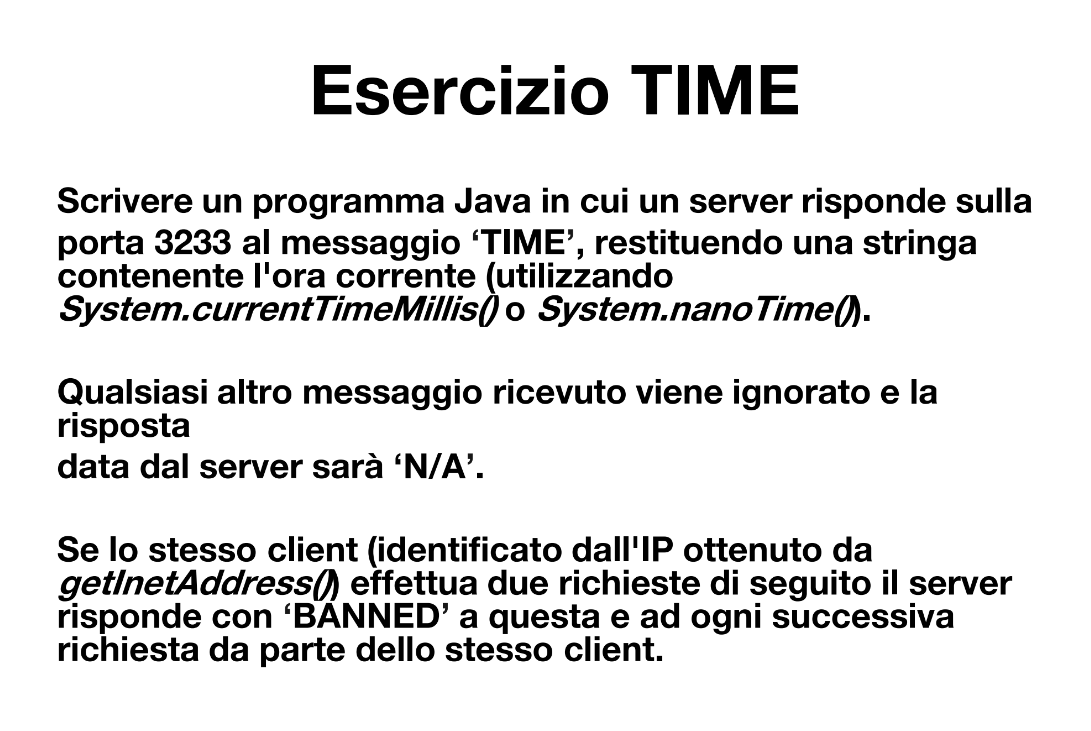 Esercizio TIME
Scrivere un programma Java in cui un server risponde sulla
porta 3233 al messaggio ‘TIME’, restituendo una stringa
contenente l'ora corrente (utilizzando
System.currentTimeMillis() o System.nanoTime()).
Qualsiasi altro messaggio ricevuto viene ignorato e la
risposta
data dal server sarà ‘N/A’.
Se lo stesso client (identificato dall'IP ottenuto da
getInetAddress()) effettua due richieste di seguito il server
risponde con ‘BANNED’ a questa e ad ogni successiva
richiesta da parte dello stesso client.